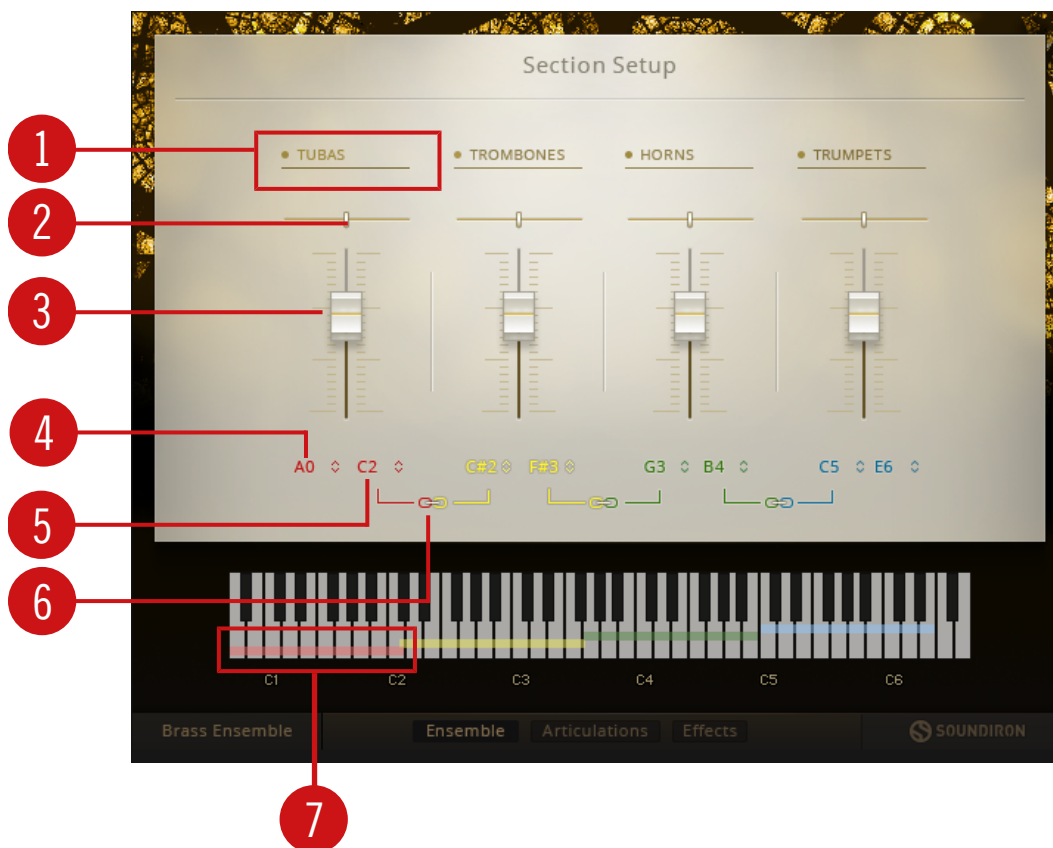 Section Setup
1
TUBAS TROMBONES HORNS TRUMPETS
2
3
4
A0 C2 C#2 F#3 G3 B4 C5 E6
5
6
C1 C2 C3 C4 C5 C6
Brass Ensemble Ensemble Articulations Effects SOUNDIRON
7